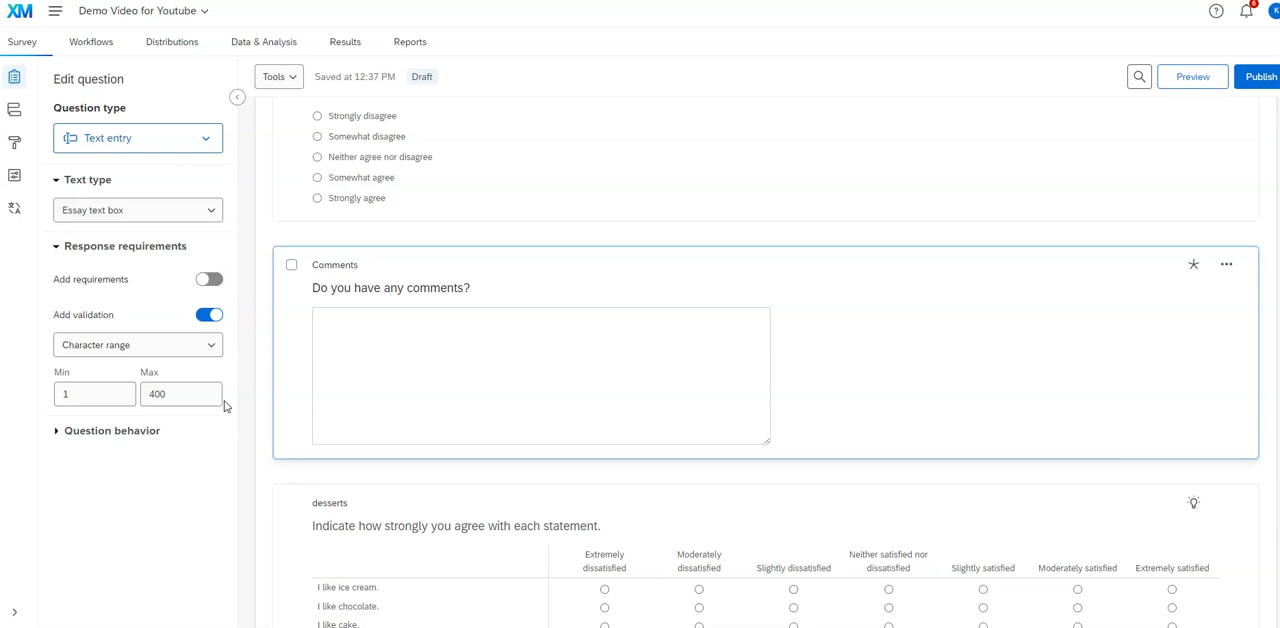 XM Demo Video for Youtube
6
K
Survey Workflows Distributions Data & Analysis Results Reports
Edit question
Tools Saved at 12:37 PM Draft Preview Publish
Question type
Text entry
Text type
Essay text box
Response requirements
Add requirements
Add validation
Character range
Min Max
1 400
Question behavior
Strongly disagree
Somewhat disagree
Neither agree nor disagree
Somewhat agree
Strongly agree
Comments
Do you have any comments?
desserts
Indicate how strongly you agree with each statement.
Extremely dissatisfied Moderately dissatisfied Slightly dissatisfied Neither satisfied nor dissatisfied Slightly satisfied Moderately satisfied Extremely satisfied
I like ice cream.
I like chocolate.
I like cake.